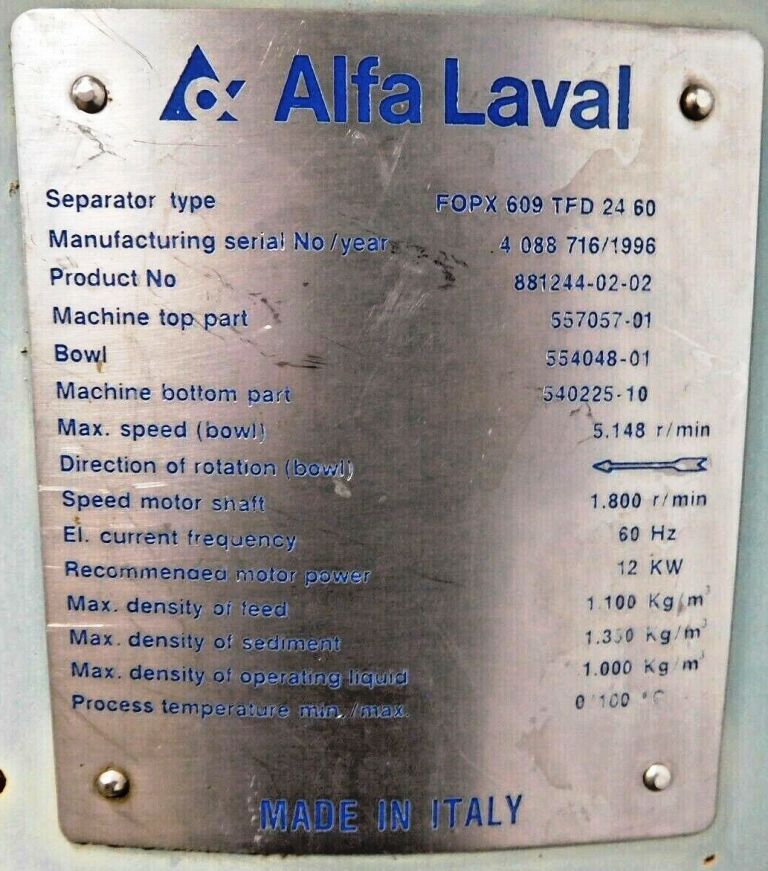 Alfa Laval
Separator type FOPX 609 TFD 24 60
Manufacturing serial No/year 4 088 716/1996
Product No 881244-02-02
Machine top part 557057-01
Bowl 554048-01
Machine bottom part 540225-10
Max. speed (bowl) 5.148 r/min
Direction of rotation (bowl)
Speed motor shaft 1.800 r/min
El. current frequency 60 Hz
Recommended motor power 12 KW
Max. density of feed 1.100 Kg/m³
Max. density of sediment Kg/m³
Max. density of operating liquid 1.000 Kg/m³
Process temperature min./max. 0/100 °C
MADE IN ITALY